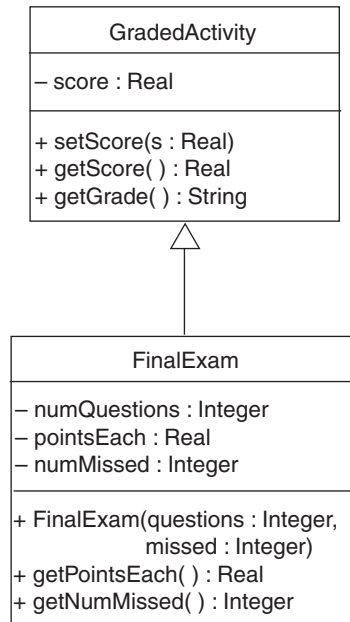 GradedActivity
– score : Real
+ setScore(s : Real)
+ getScore( ) : Real
+ getGrade( ) : String
FinalExam
– numQuestions : Integer
– pointsEach : Real
– numMissed : Integer
+ FinalExam(questions : Integer,
missed : Integer)
+ getPointsEach( ) : Real
+ getNumMissed( ) : Integer